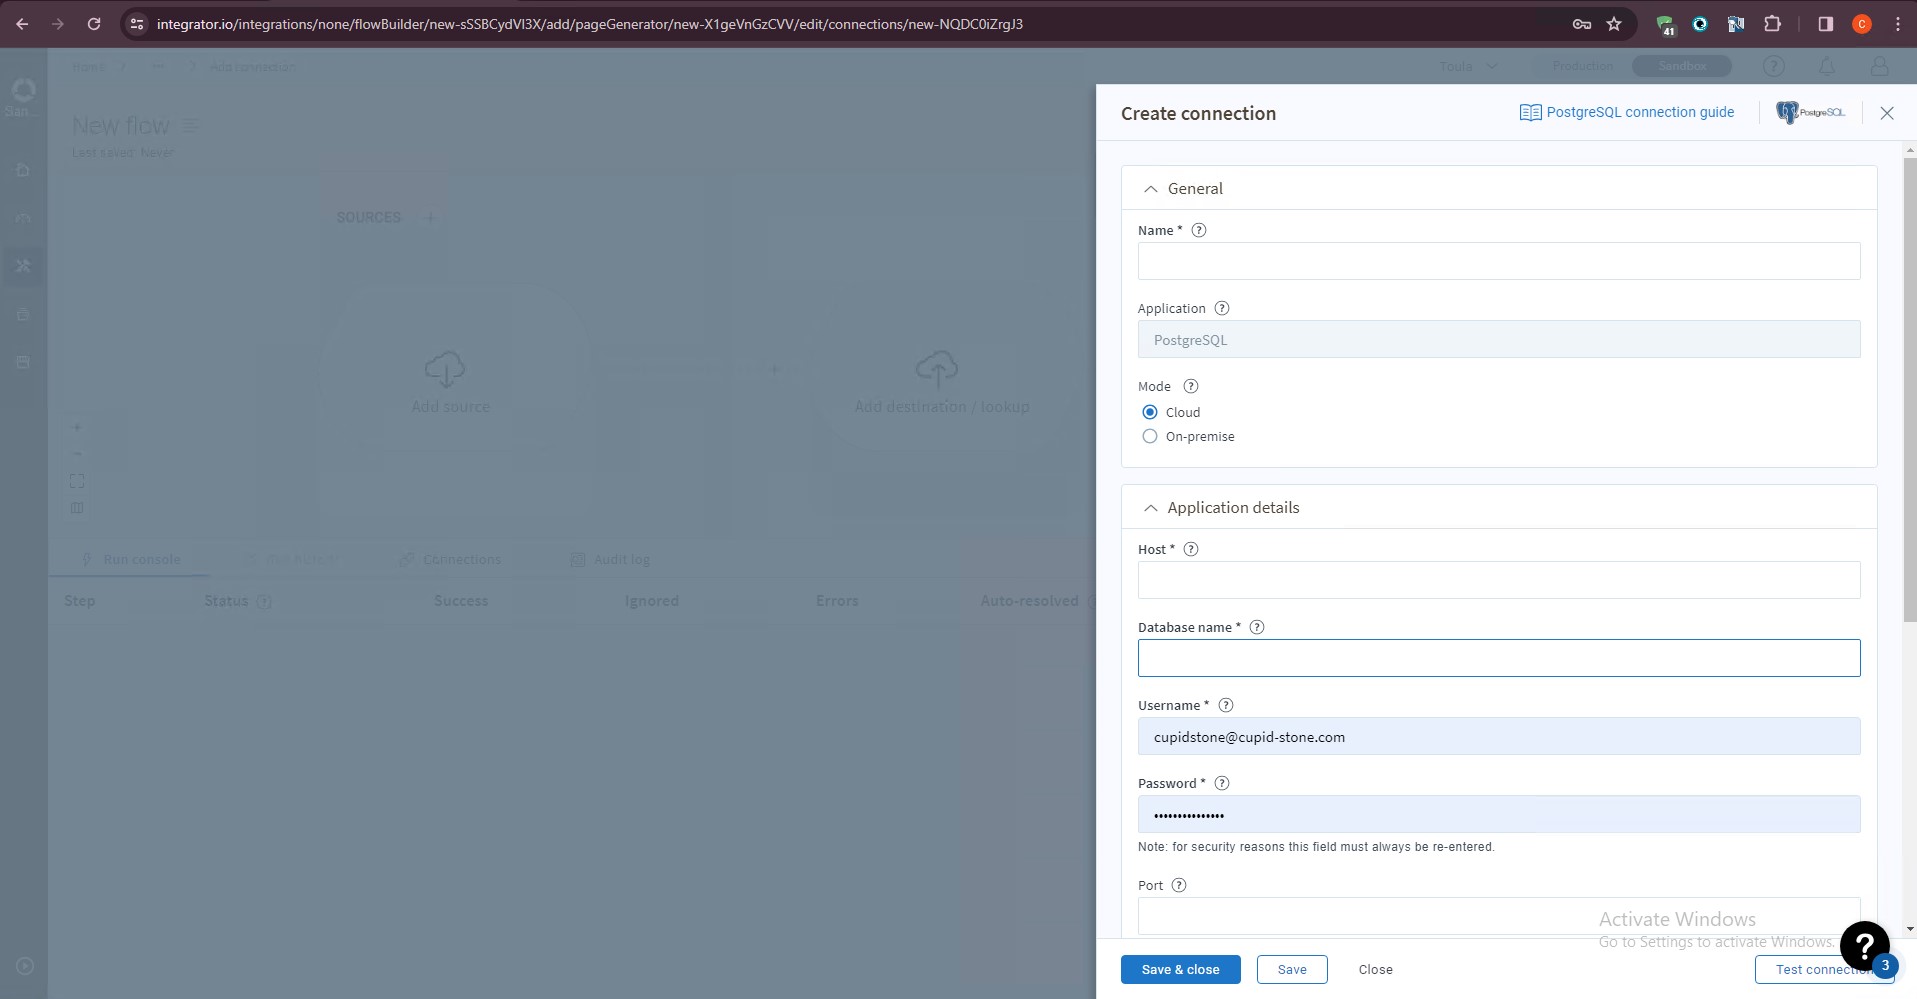 integrator.io/integrations/none/flowBuilder/new-sSSBCydVl3X/add/pageGenerator/new-X1geVnGzCVV/edit/connections/new-NQDC0iZrgJ3
41
C
Home
Add connection
Production
Sandbox
New flow
Last saved: Never
SOURCES
Add source
Add destination / lookup
Run console
Connections
Audit log
Step
Status
Success
Ignored
Errors
Auto-resolved
Create connection
PostgreSQL connection guide
PostgreSQL
General
Name *
Application
PostgreSQL
Mode
Cloud
On-premise
Application details
Host *
Database name *
Username *
cupidstone@cupid-stone.com
Password *
•••••••••••••••
Note: for security reasons this field must always be re-entered.
Port
Activate Windows
Go to Settings to activate Windows.
Save & close
Save
Close
Test connection
3